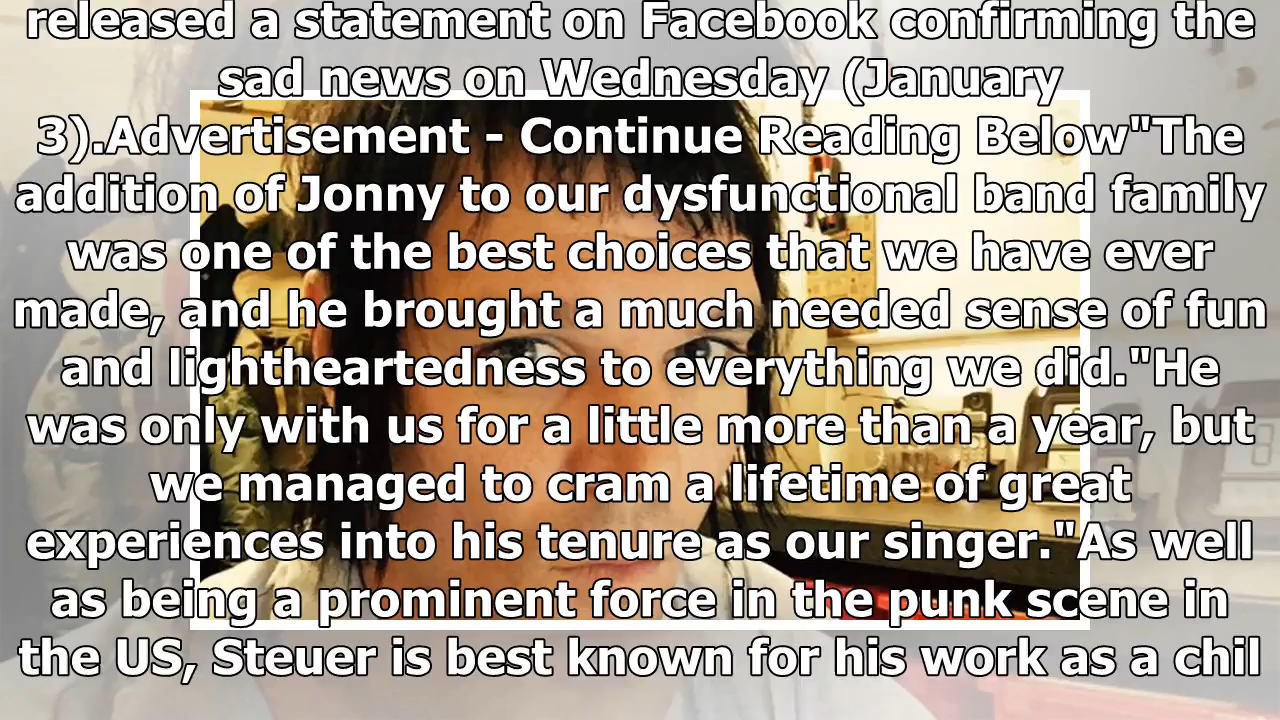 released a statement on Facebook confirming the
sad news on Wednesday (January
3).Advertisement - Continue Reading Below"The
addition of Jonny to our dysfunctional band family
was one of the best choices that we have ever
made, and he brought a much needed sense of fun
and lightheartedness to everything we did."He
was only with us for a little more than a year, but
we managed to cram a lifetime of great
experiences into his tenure as our singer."As well
as being a prominent force in the punk scene in
the US, Steuer is best known for his work as a chil